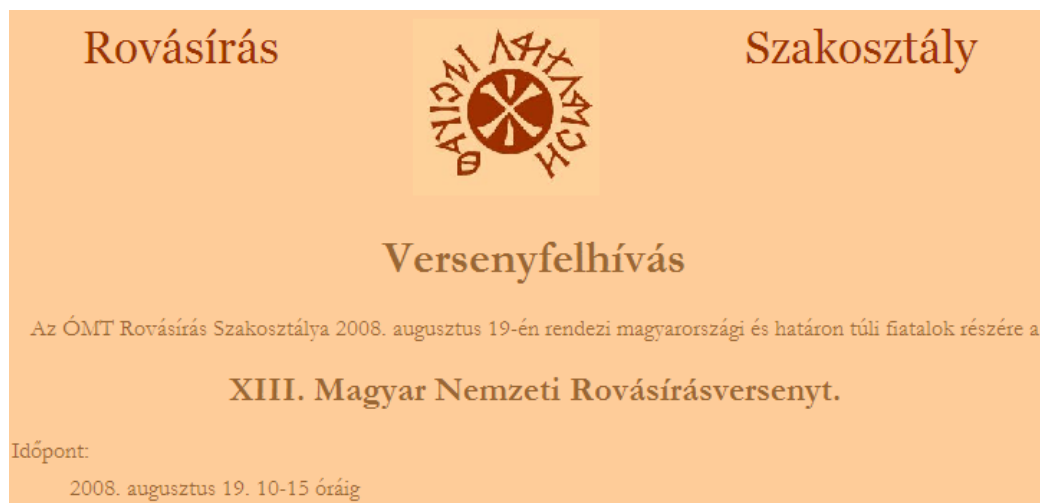 Rovásírás Szakosztály
Versenyfelhívás
Az ÓMT Rovásírás Szakosztálya 2008. augusztus 19-én rendezi magyarországi és határon túli fiatalok részére a
XIII. Magyar Nemzeti Rovásírásversenyt.
Időpont:
2008. augusztus 19. 10-15 óráig